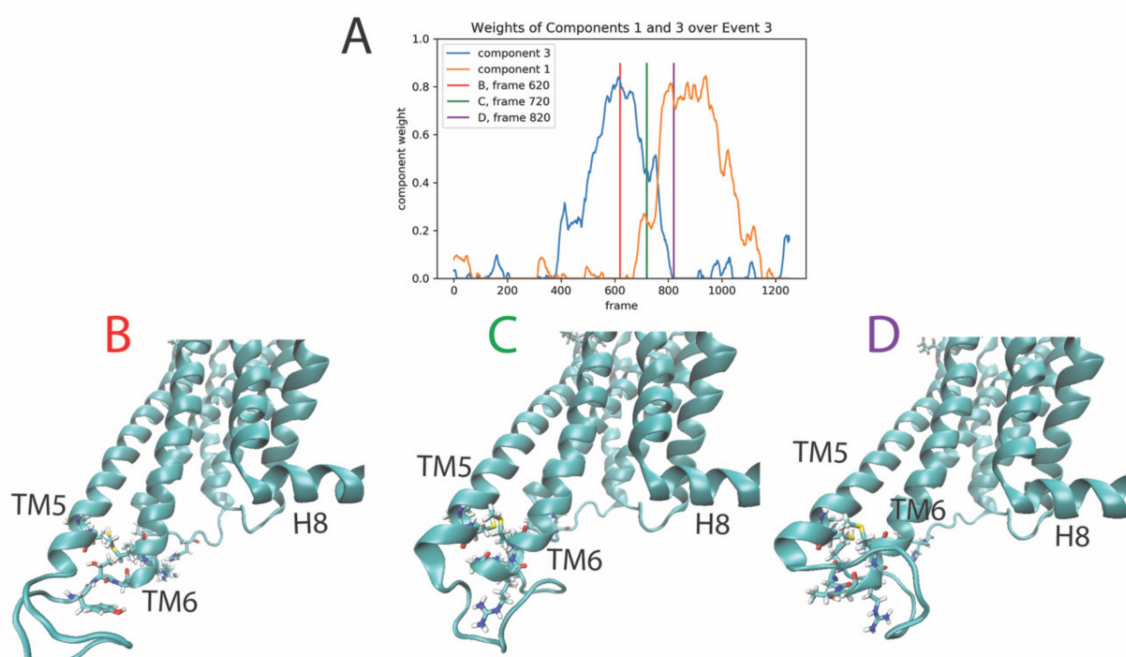 A
Weights of Components 1 and 3 over Event 3
component weight
1.0
0.8
0.6
0.4
0.2
0.0
component 3
component 1
B, frame 620
C, frame 720
D, frame 820
0 200 400 600 800 1000 1200
frame
B
TM5
TM6
H8
C
TM5
TM6
H8
D
TM5
TM6
H8